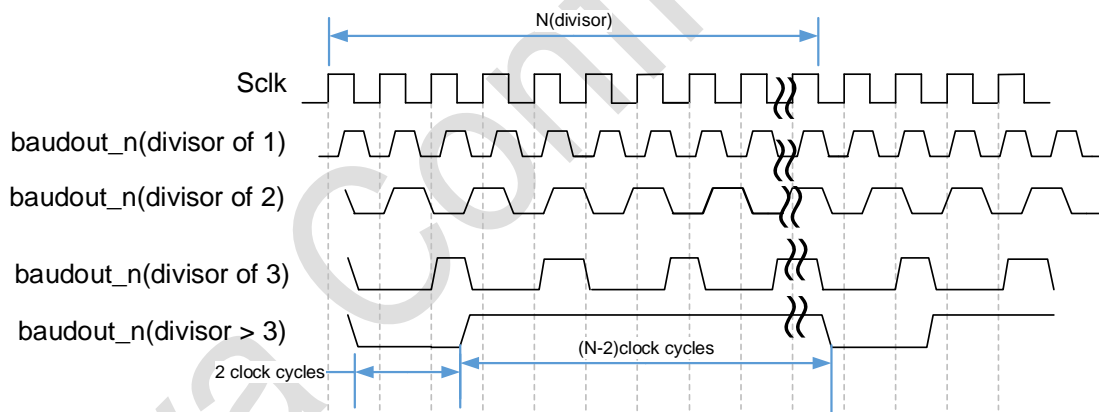 N(divisor)
Sclk
baudout_n(divisor of 1)
baudout_n(divisor of 2)
baudout_n(divisor of 3)
baudout_n(divisor > 3)
(N-2)clock cycles
2 clock cycles